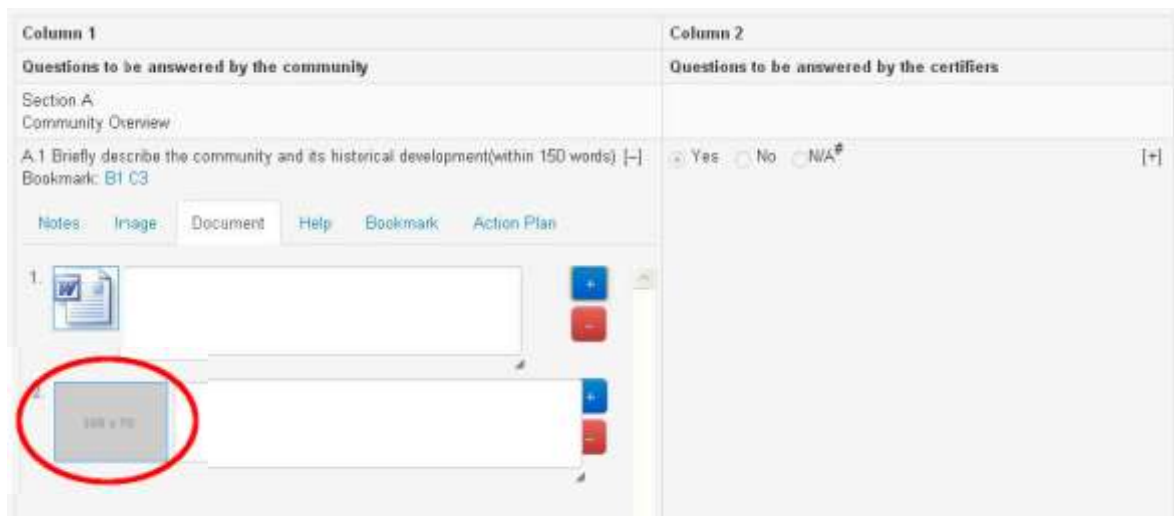 Column 1
Column 2
Questions to be answered by the community
Questions to be answered by the certifiers
Section A
Community Overview
A.1 Briefly describe the community and its historical development(within 150 words) [–]
Yes No N/A# [+]
Bookmark: B1 C3
Notes Image Document Help Bookmark Action Plan
1.
W
+
–
2.
+
–